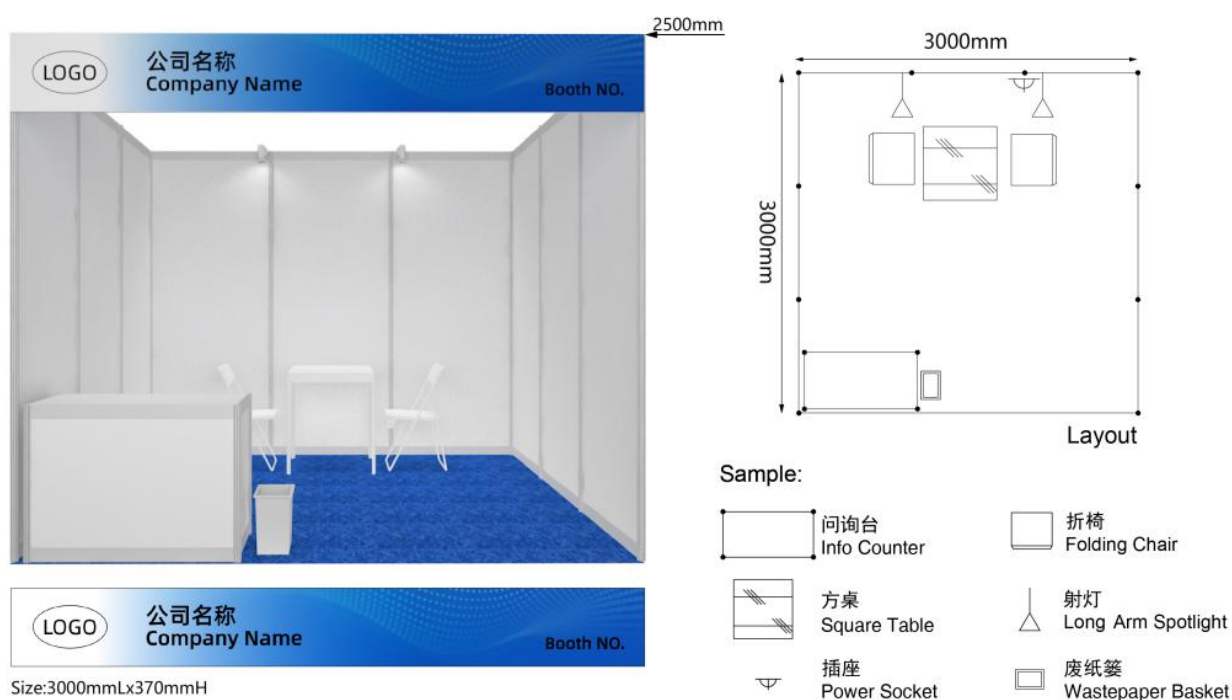 2500mm
LOGO
公司名称
Company Name
Booth NO.
3000mm
3000mm
Layout
Sample:
问询台
Info Counter
折椅
Folding Chair
方桌
Square Table
射灯
Long Arm Spotlight
插座
Power Socket
废纸篓
Wastepaper Basket
LOGO
公司名称
Company Name
Booth NO.
Size:3000mmLx370mmH